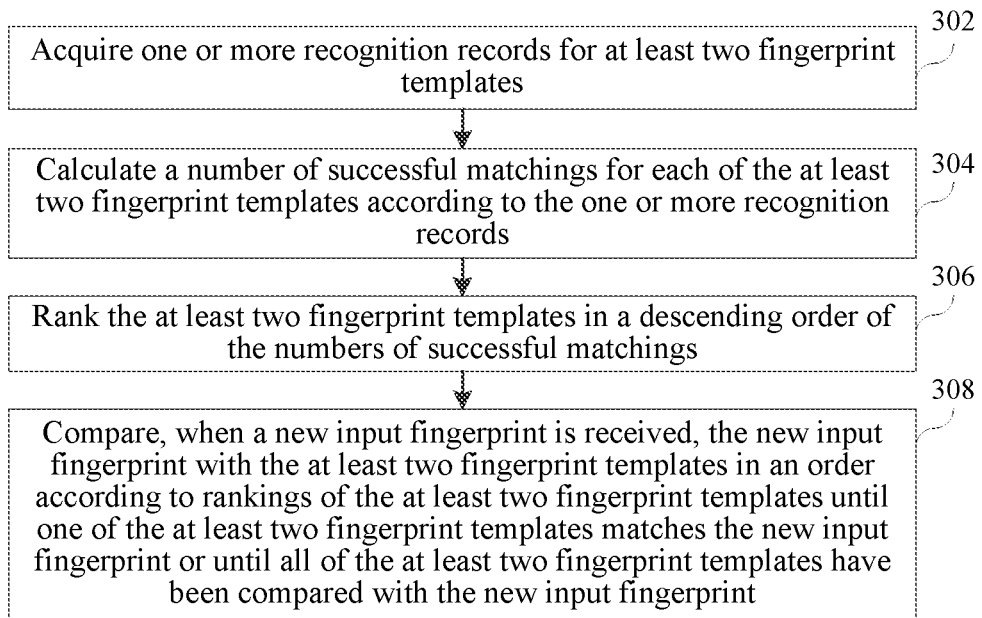 302
Acquire one or more recognition records for at least two fingerprint
templates
304
Calculate a number of successful matchings for each of the at least
two fingerprint templates according to the one or more recognition
records
306
Rank the at least two fingerprint templates in a descending order of
the numbers of successful matchings
308
Compare, when a new input fingerprint is received, the new input
fingerprint with the at least two fingerprint templates in an order
according to rankings of the at least two fingerprint templates until
one of the at least two fingerprint templates matches the new input
fingerprint or until all of the at least two fingerprint templates have
been compared with the new input fingerprint